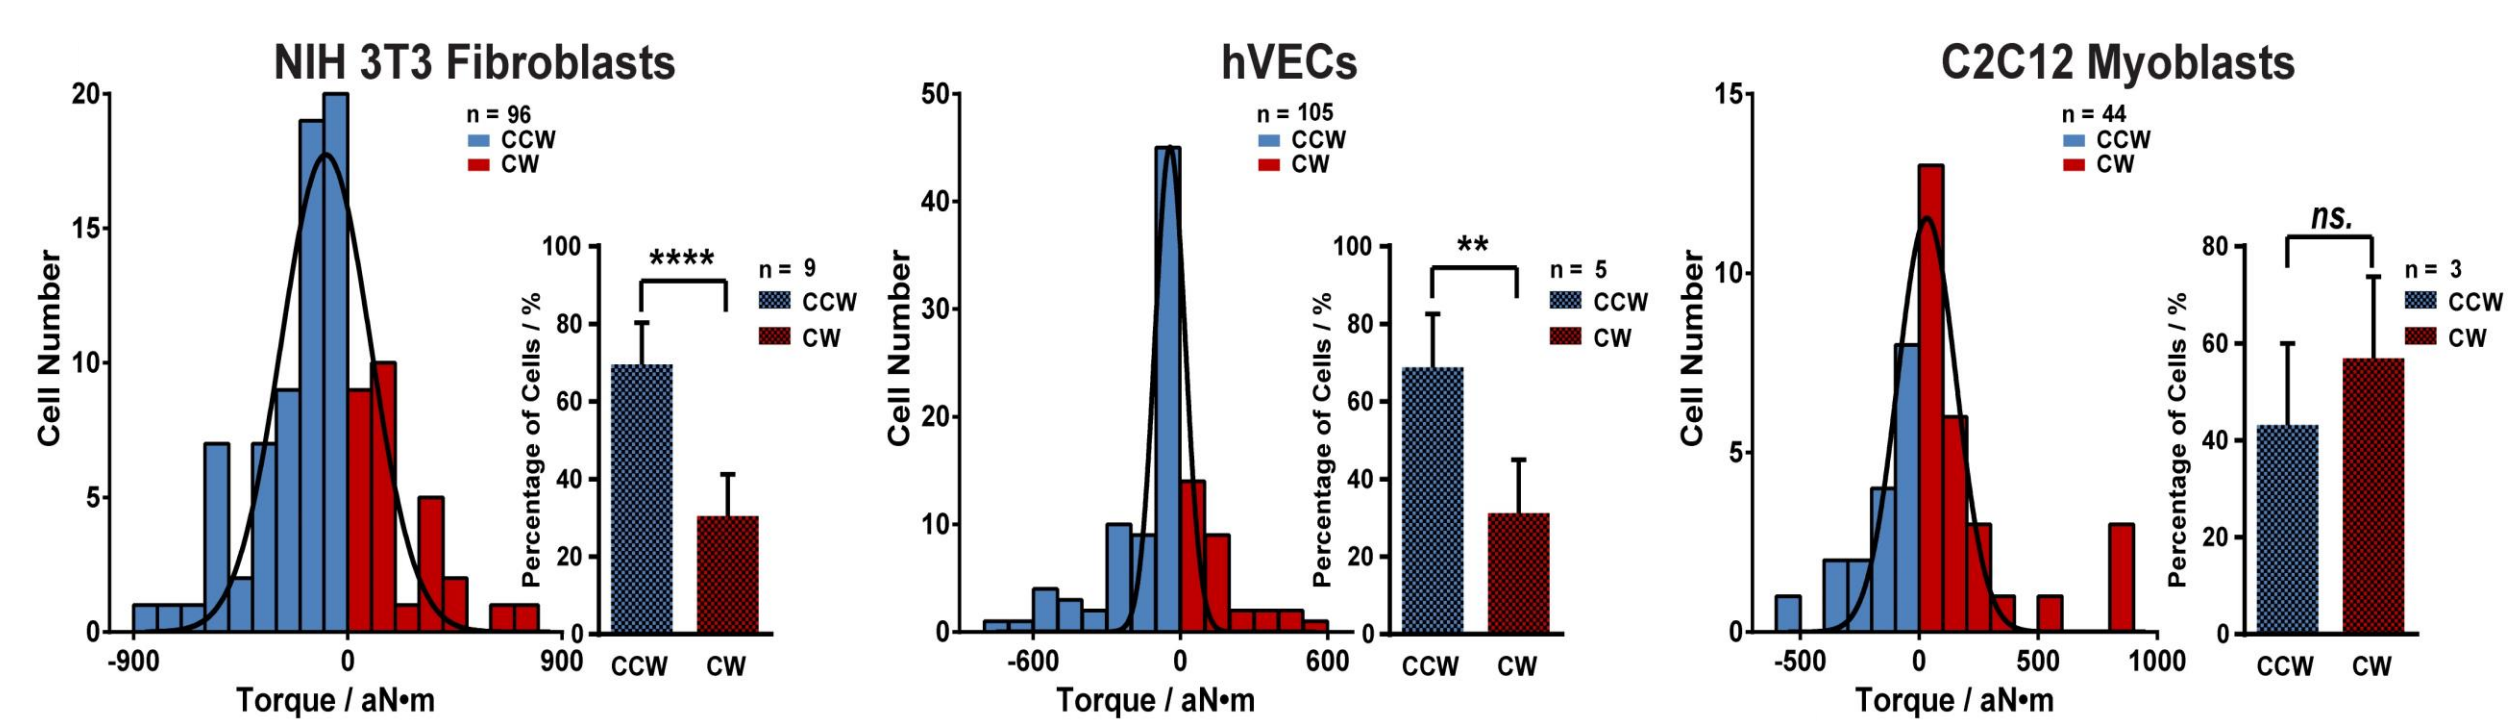 NIH 3T3 Fibroblasts
n = 96
CCW
CW
Cell Number
20
15
10
5
0
-900
0
900
Torque / aN•m
****
n = 9
CCW
CW
Percentage of Cells / %
100
80
60
40
20
0
CCW
CW
hVECs
n = 105
CCW
CW
Cell Number
50
40
30
20
10
0
-600
0
600
Torque / aN•m
**
n = 5
CCW
CW
Percentage of Cells / %
100
80
60
40
20
0
CCW
CW
C2C12 Myoblasts
n = 44
CCW
CW
Cell Number
15
10
5
0
-500
0
500
1000
Torque / aN•m
ns.
n = 3
CCW
CW
Percentage of Cells / %
80
60
40
20
0
CCW
CW